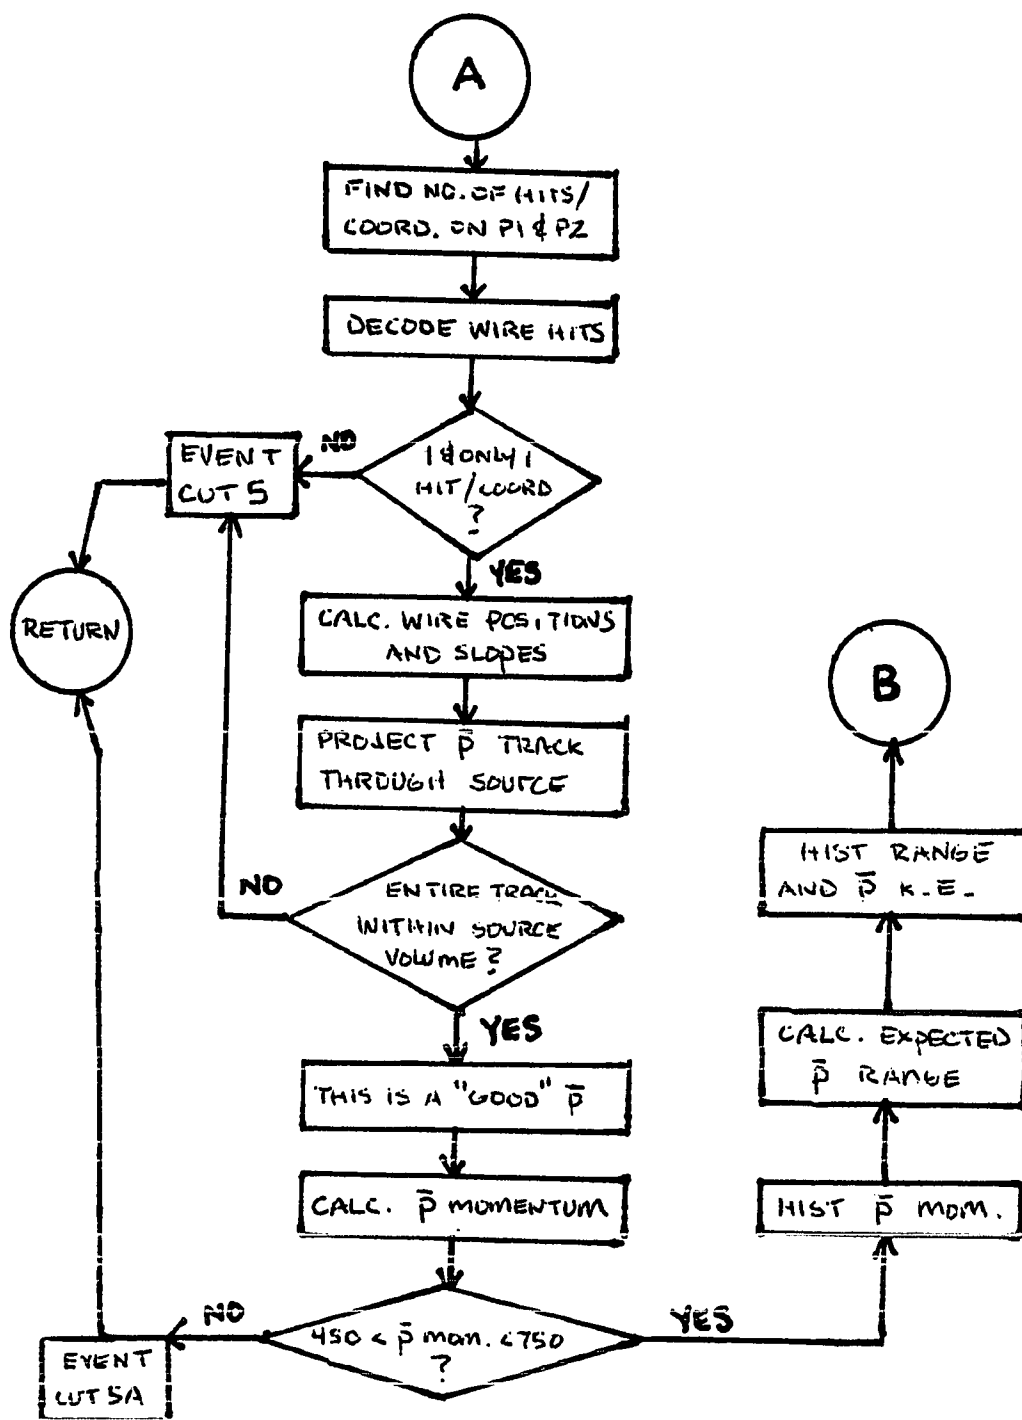 A
FIND NO. OF HITS/
COORD. ON P1 & P2
DECODE WIRE HITS
1 & ONLY 1
HIT/COORD
?
NO
EVENT
CUT 5
YES
RETURN
CALC. WIRE POSITIONS
AND SLOPES
PROJECT p̄ TRACK
THROUGH SOURCE
ENTIRE TRACK
WITHIN SOURCE
VOLUME?
NO
YES
THIS IS A "GOOD" p̄
CALC. p̄ MOMENTUM
450 < p̄ mom. < 750
?
NO
EVENT
CUT 5A
YES
HIST p̄ MOM.
CALC. EXPECTED
p̄ RANGE
HIST RANGE
AND p̄ K.E.
B